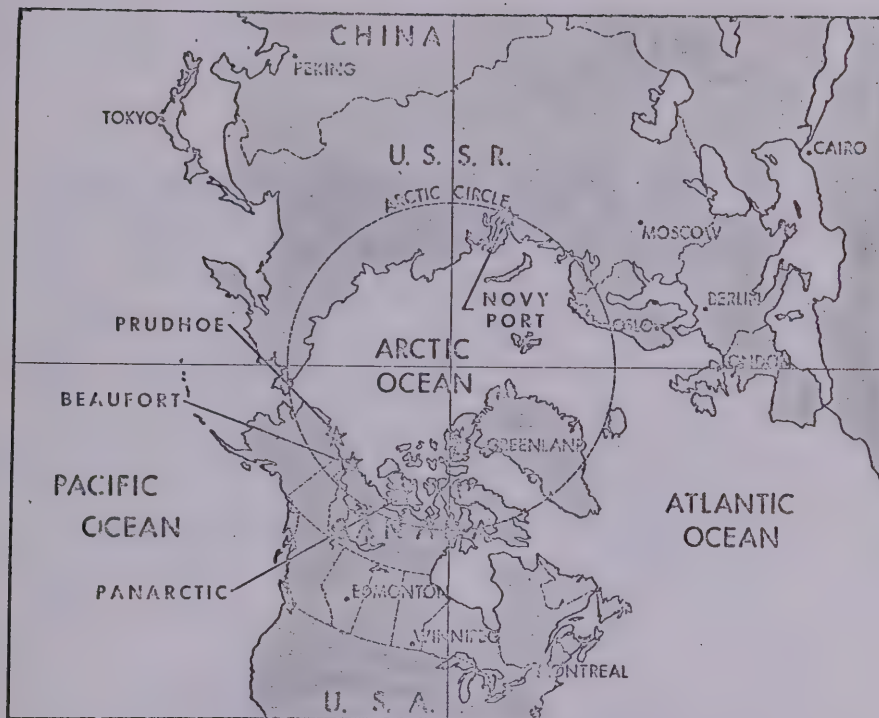 CHINA
PEKING
TOKYO
CAIRO
U. S. S. R.
ARCTIC CIRCLE
MOSCOW
NOVY
PORT
BERLIN
OSLO
PRUDHOE
ARCTIC
OCEAN
LONDON
BEAUFORT
GREENLAND
PACIFIC
OCEAN
ATLANTIC
OCEAN
CANADA
PANARCTIC
EDMONTON
WINNIPEG
MONTREAL
U. S. A.